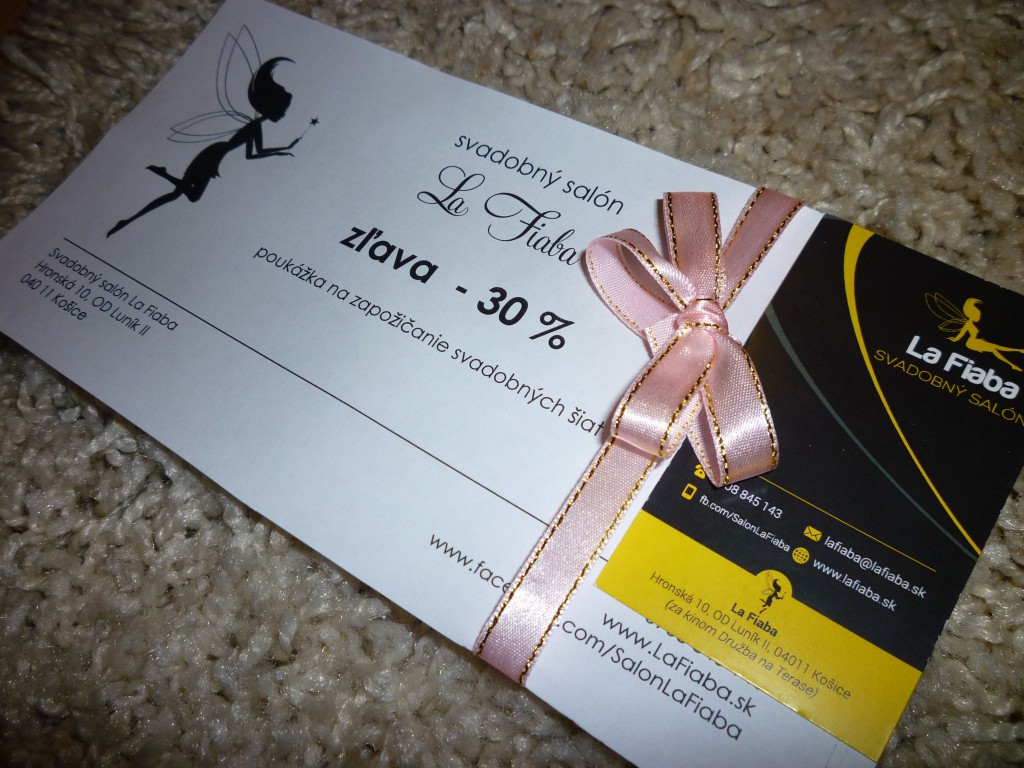 svadobný salón
La Fiaba
zľava - 30 %
poukážka na zapožičanie svadobných šiat
Svadobný salón La Fiaba
Hronská 10, OD Luník II
040 11 Košice
www.LaFiaba.sk
com/SalonLaFiaba
La Fiaba
SVADOBNÝ SALÓN
08 845 143
fb.com/SalonLaFiaba
lafiaba@lafiaba.sk
www.lafiaba.sk
La Fiaba
Hronská 10, OD Luník II, 04011 Košice
(za kinom Družba na Terase)